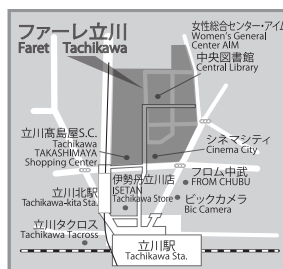 ファーレ立川
Faret Tachikawa
女性総合センター・アイム
Women's General
Center AIM
中央図書館
Central Library
立川髙島屋S.C.
Tachikawa
TAKASHIMAYA
Shopping Center
シネマシティ
Cinema City
伊勢丹立川店
ISETAN
Tachikawa Store
フロム中武
FROM CHUBU
立川北駅
Tachikawa-kita Sta.
ビックカメラ
Bic Camera
立川タクロス
Tachikawa Tacross
立川駅
Tachikawa Sta.